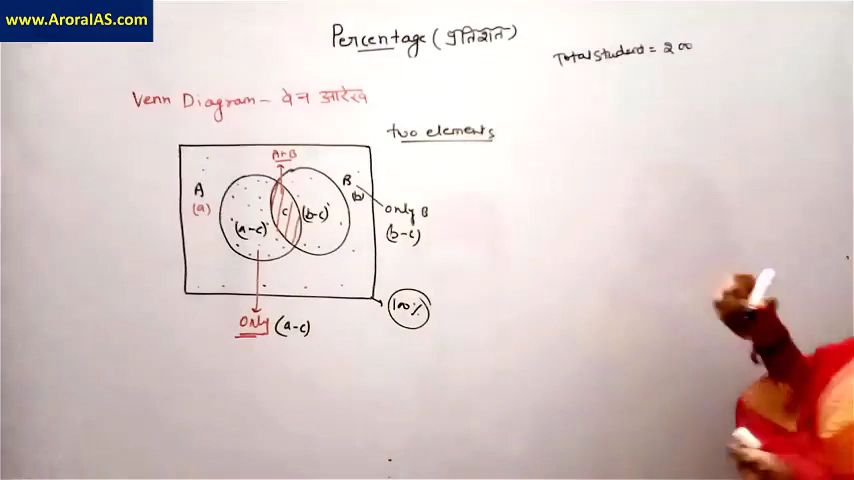 www.AroraIAS.com
Percentage (प्रतिशत)
Total Student = 200
Venn Diagram - वेन आरेख
two elements
A+B
A
(a)
B
(b)
c
(a-c)
(b-c)
only B
(b-c)
100%
only (a-c)